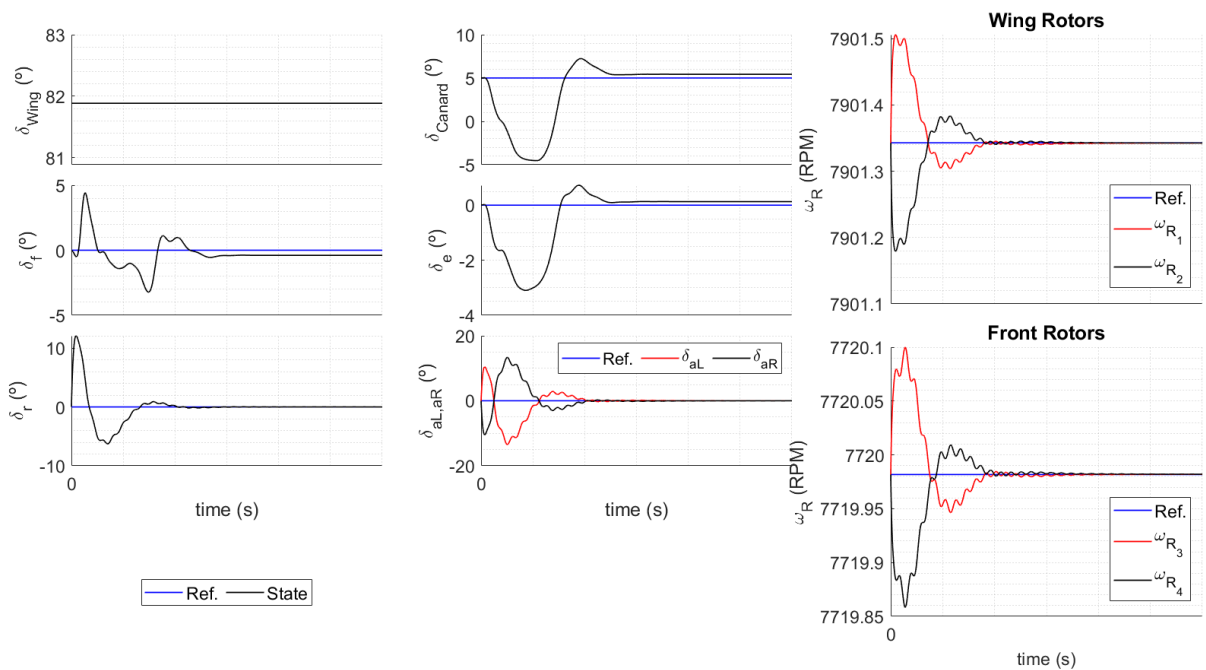 83
82
81
δWing (º)
5
0
-5
δf (º)
10
0
-10
δr (º)
0
time (s)
Ref. State
10
5
0
-5
δCanard (º)
0
-2
-4
δe (º)
20
0
-20
δaL,aR (º)
Ref. δaL δaR
0
time (s)
Wing Rotors
7901.5
7901.4
7901.3
7901.2
7901.1
ωR (RPM)
Ref.
ωR1
ωR2
Front Rotors
7720.1
7720.05
7720
7719.95
7719.9
7719.85
ωR (RPM)
Ref.
ωR3
ωR4
0
time (s)